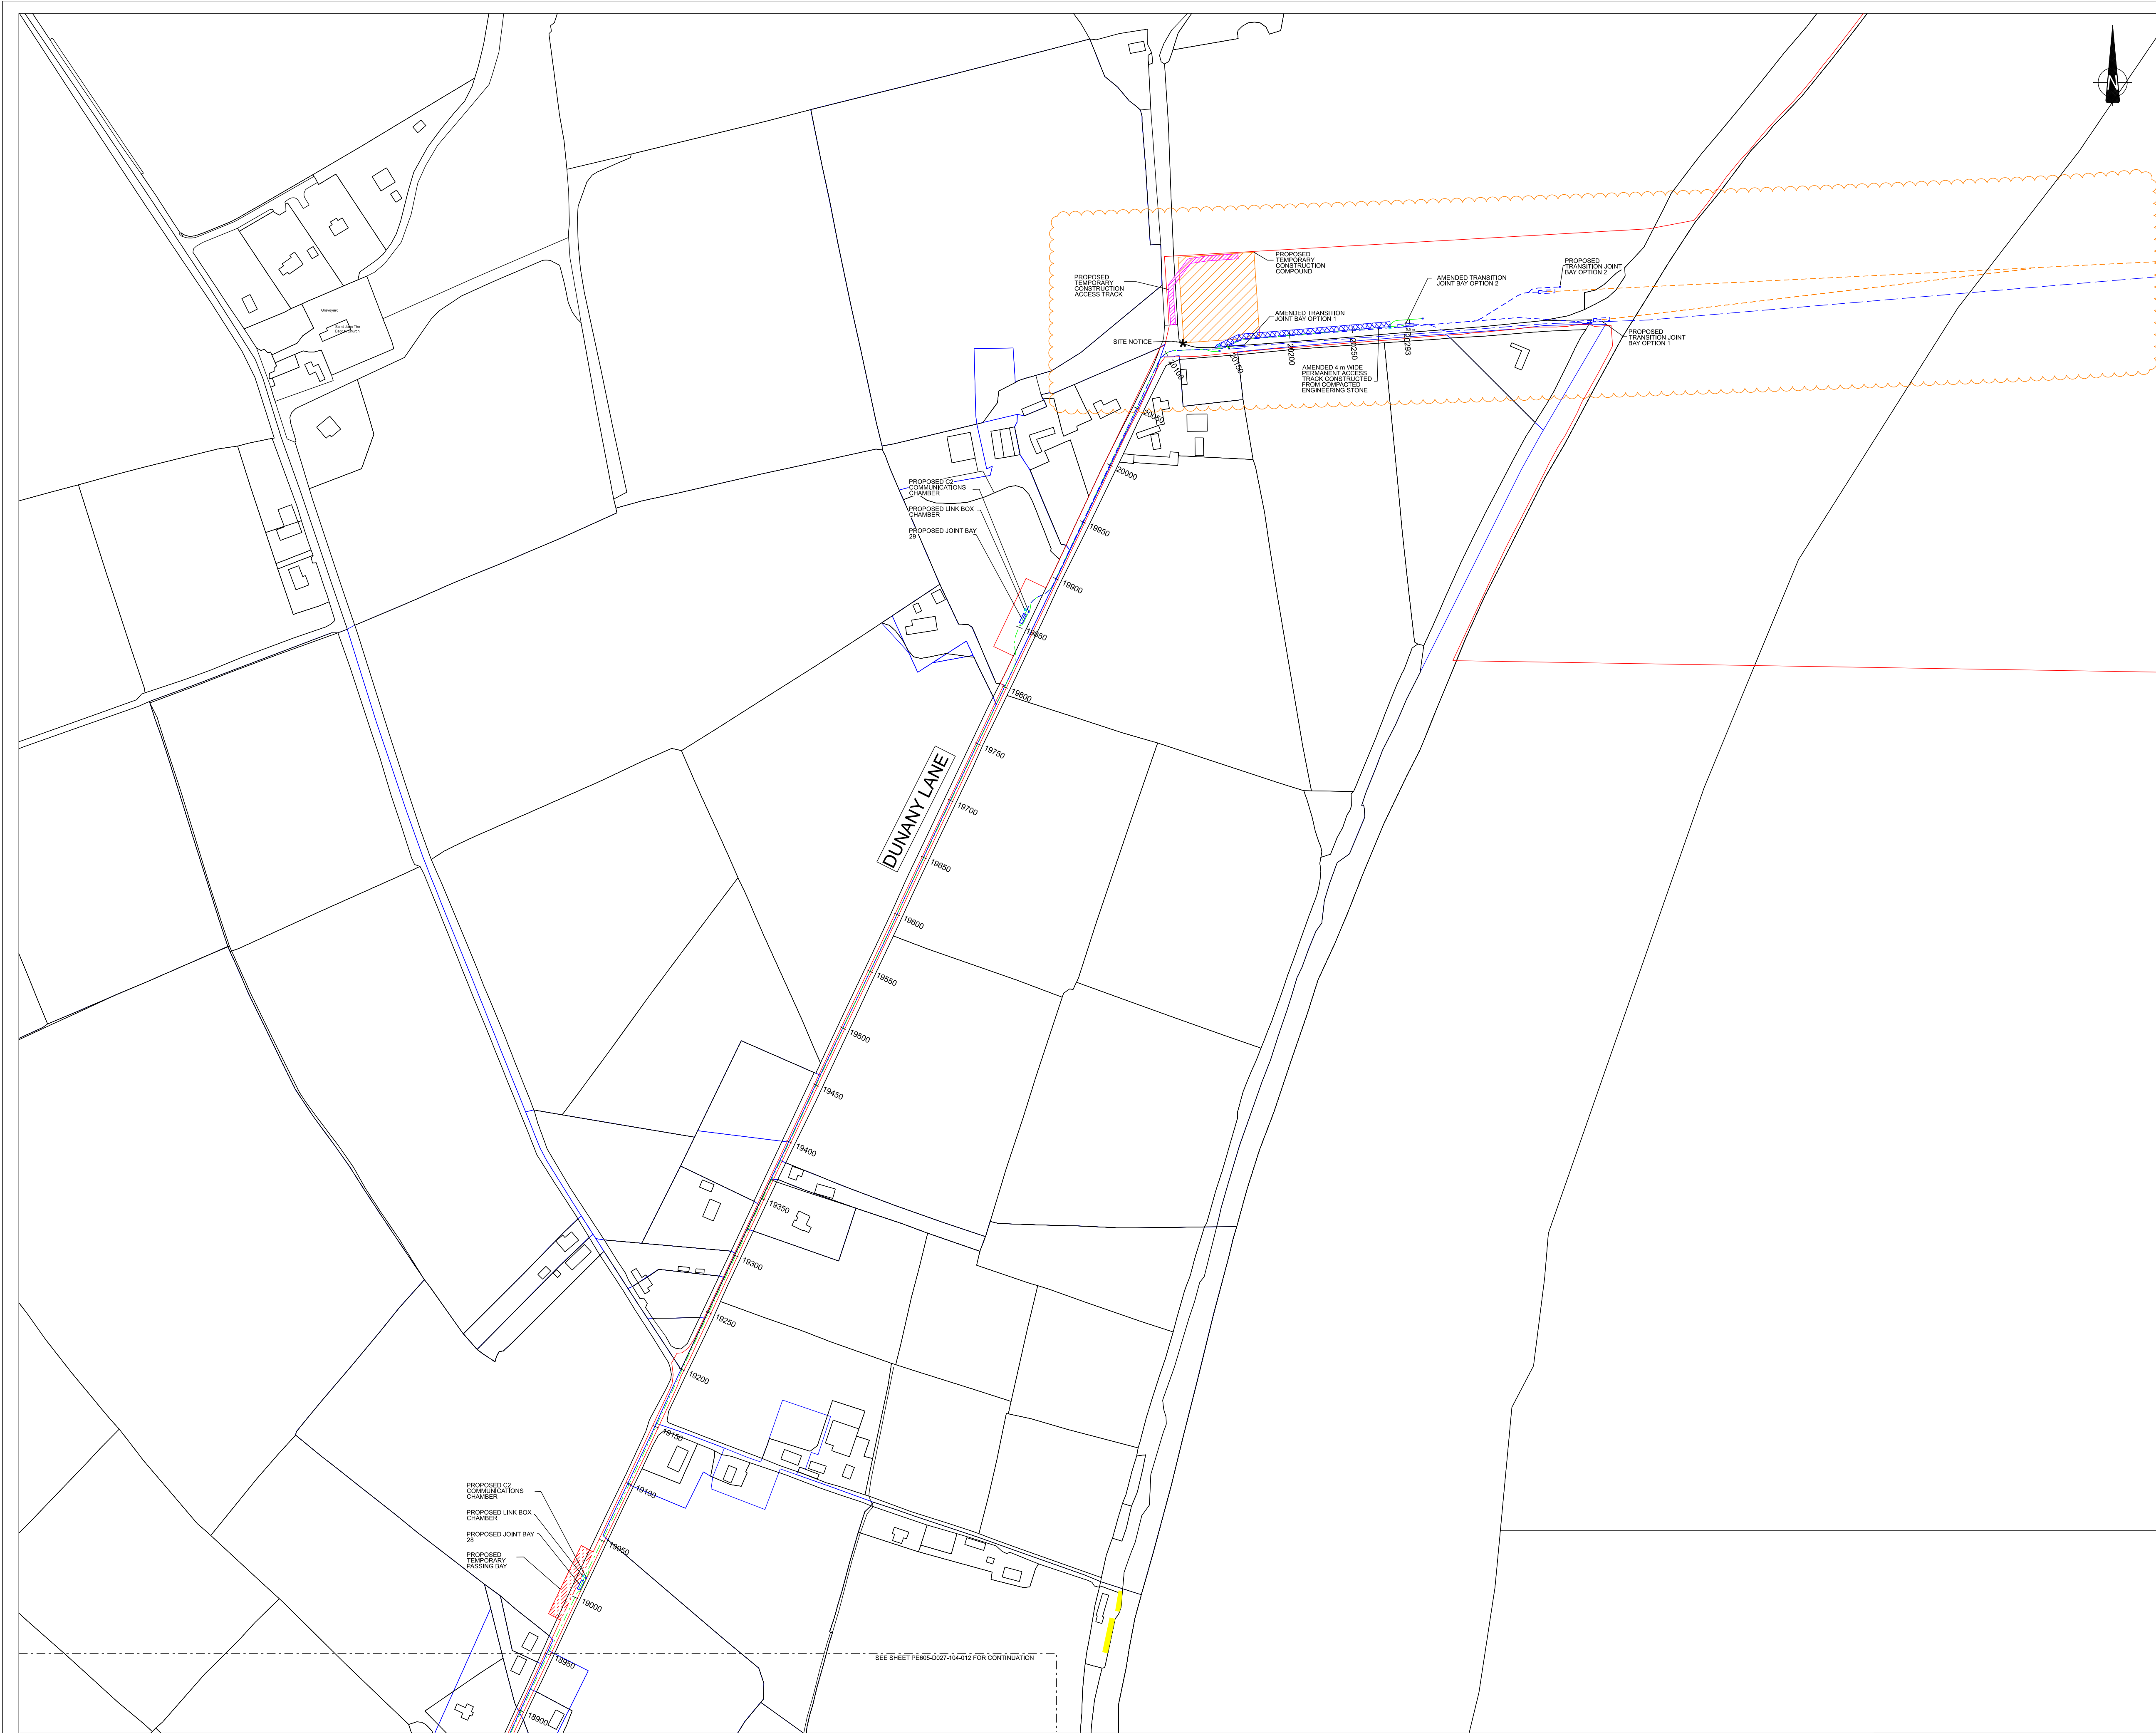 N
Graveyard
Saint John The
Baptist Church
PROPOSED
TEMPORARY
CONSTRUCTION
COMPOUND
PROPOSED
TEMPORARY
CONSTRUCTION
ACCESS TRACK
AMENDED TRANSITION
JOINT BAY OPTION 2
PROPOSED
TRANSITION JOINT
BAY OPTION 2
AMENDED TRANSITION
JOINT BAY OPTION 1
SITE NOTICE
*
PROPOSED
TRANSITION JOINT
BAY OPTION 1
AMENDED 4 m WIDE
PERMANENT ACCESS
TRACK CONSTRUCTED
FROM COMPACTED
ENGINEERING STONE
20293
20250
20200
20150
20100
20050
20000
PROPOSED C2
COMMUNICATIONS
CHAMBER
PROPOSED LINK BOX
CHAMBER
PROPOSED JOINT BAY
29
19950
19900
19850
19800
DUNANY LANE
19750
19700
19650
19600
19550
19500
19450
19400
19350
19300
19250
19200
19150
19100
PROPOSED C2
COMMUNICATIONS
CHAMBER
PROPOSED LINK BOX
CHAMBER
PROPOSED JOINT BAY
28
PROPOSED
TEMPORARY
PASSING BAY
19050
19000
18950
SEE SHEET PE605-D027-104-012 FOR CONTINUATION
18900